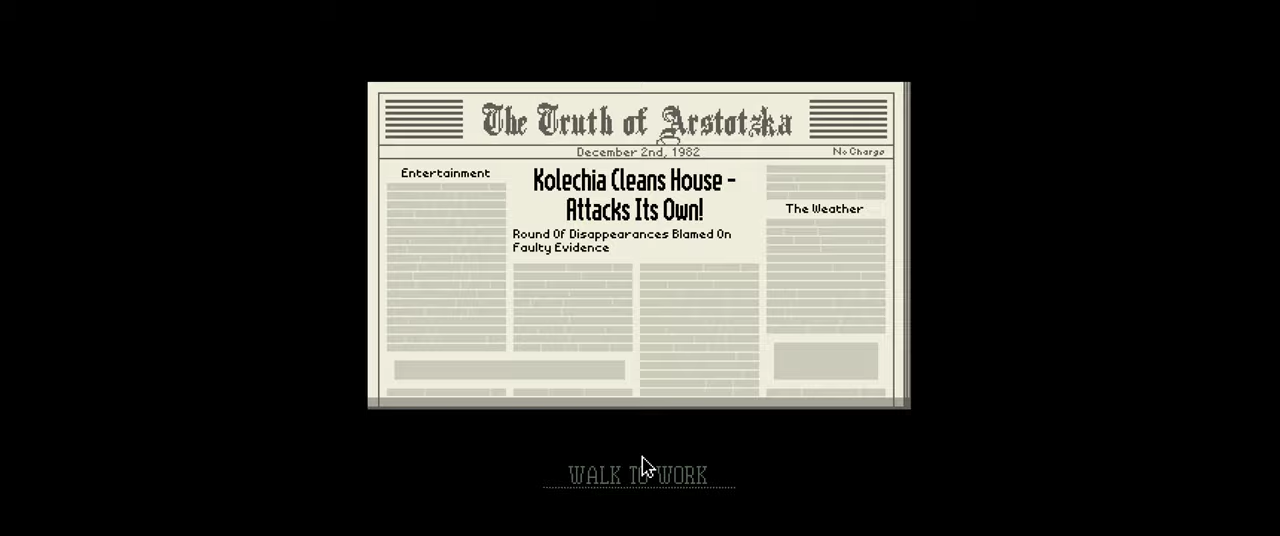 The Truth of Arstotzka
December 2nd, 1982
No Charge
Entertainment
Kolechia Cleans House -
Attacks Its Own!
Round Of Disappearances Blamed On
Faulty Evidence
The Weather
WALK TO WORK